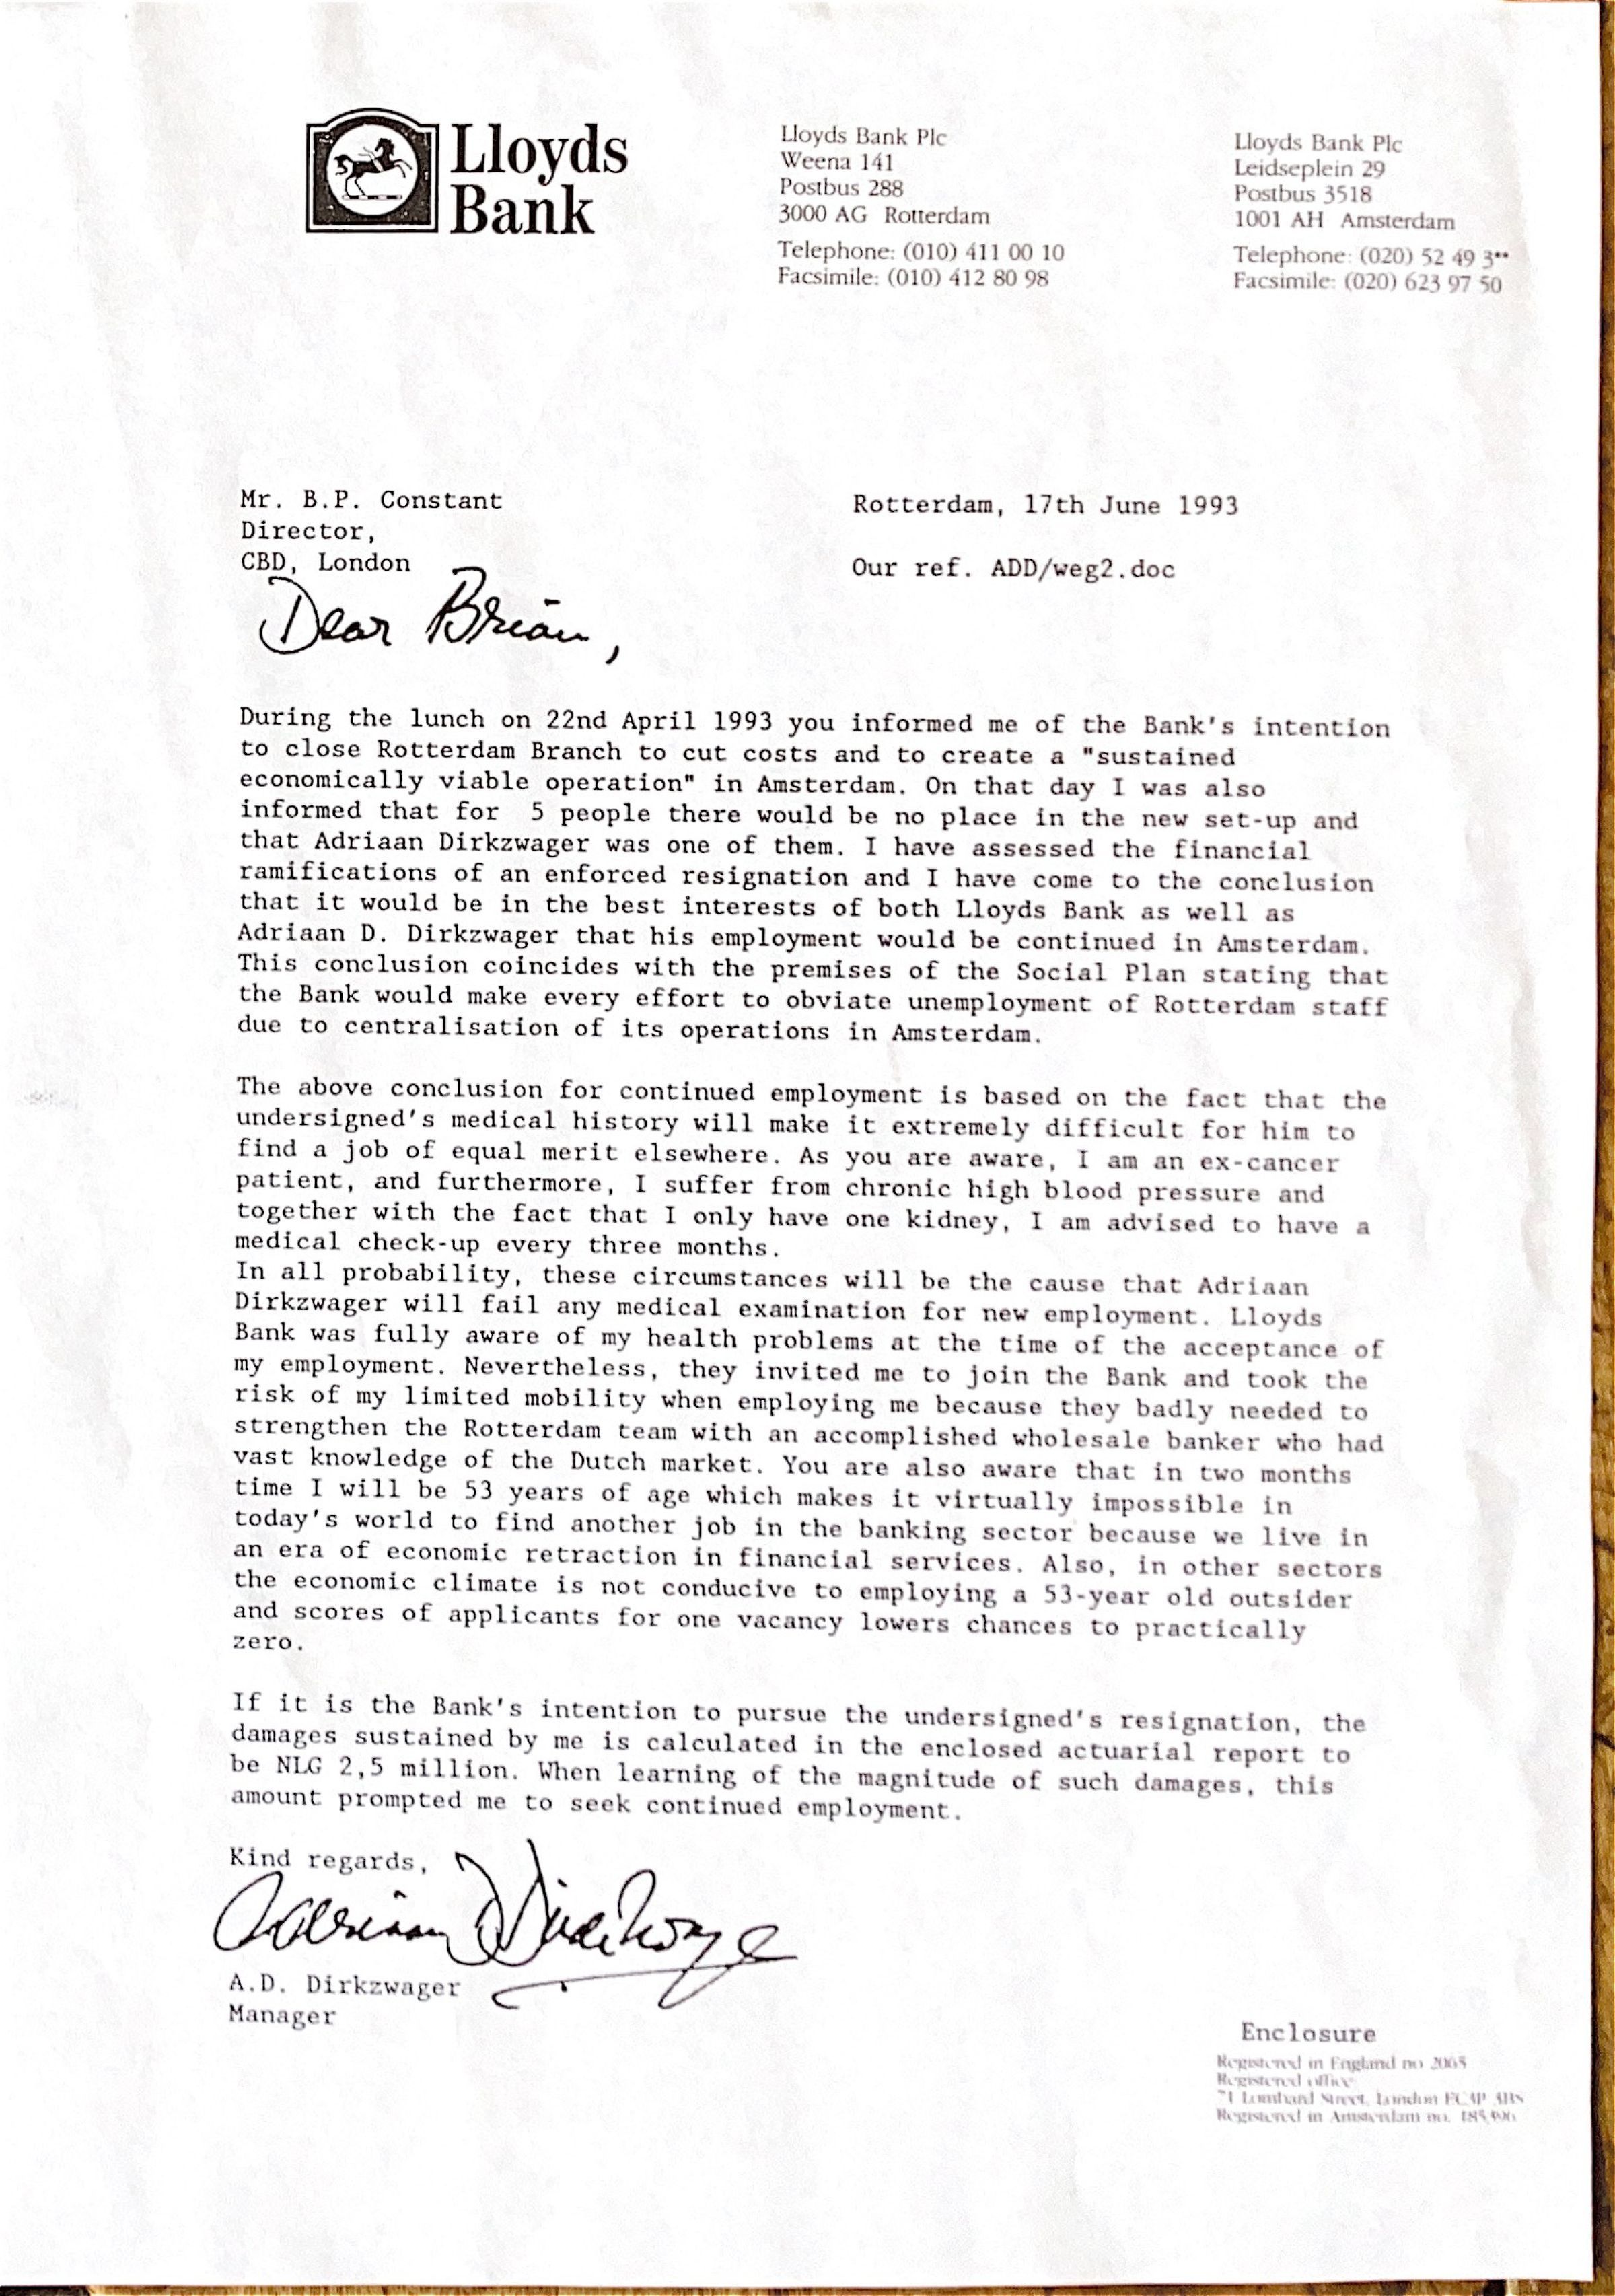 Lloyds
Bank
Lloyds Bank Plc
Weena 141
Postbus 288
3000 AG Rotterdam
Telephone: (010) 411 00 10
Facsimile: (010) 412 80 98
Lloyds Bank Plc
Leidseplein 29
Postbus 3518
1001 AH Amsterdam
Telephone: (020) 52 49 3**
Facsimile: (020) 623 97 50
Mr. B.P. Constant
Director,
CBD, London
Rotterdam, 17th June 1993
Our ref. ADD/weg2.doc
Dear Brian,
During the lunch on 22nd April 1993 you informed me of the Bank's intention
to close Rotterdam Branch to cut costs and to create a "sustained
economically viable operation" in Amsterdam. On that day I was also
informed that for 5 people there would be no place in the new set-up and
that Adriaan Dirkzwager was one of them. I have assessed the financial
ramifications of an enforced resignation and I have come to the conclusion
that it would be in the best interests of both Lloyds Bank as well as
Adriaan D. Dirkzwager that his employment would be continued in Amsterdam.
This conclusion coincides with the premises of the Social Plan stating that
the Bank would make every effort to obviate unemployment of Rotterdam staff
due to centralisation of its operations in Amsterdam.
The above conclusion for continued employment is based on the fact that the
undersigned's medical history will make it extremely difficult for him to
find a job of equal merit elsewhere. As you are aware, I am an ex-cancer
patient, and furthermore, I suffer from chronic high blood pressure and
together with the fact that I only have one kidney, I am advised to have a
medical check-up every three months.
In all probability, these circumstances will be the cause that Adriaan
Dirkzwager will fail any medical examination for new employment. Lloyds
Bank was fully aware of my health problems at the time of the acceptance of
my employment. Nevertheless, they invited me to join the Bank and took the
risk of my limited mobility when employing me because they badly needed to
strengthen the Rotterdam team with an accomplished wholesale banker who had
vast knowledge of the Dutch market. You are also aware that in two months
time I will be 53 years of age which makes it virtually impossible in
today's world to find another job in the banking sector because we live in
an era of economic retraction in financial services. Also, in other sectors
the economic climate is not conducive to employing a 53-year old outsider
and scores of applicants for one vacancy lowers chances to practically
zero.
If it is the Bank's intention to pursue the undersigned's resignation, the
damages sustained by me is calculated in the enclosed actuarial report to
be NLG 2,5 million. When learning of the magnitude of such damages, this
amount prompted me to seek continued employment.
Kind regards,
A.D. Dirkzwager
Manager
Enclosure
Registered in England no 2065
Registered office
71 Lombard Street, London EC3P 3BS
Registered in Amsterdam no.